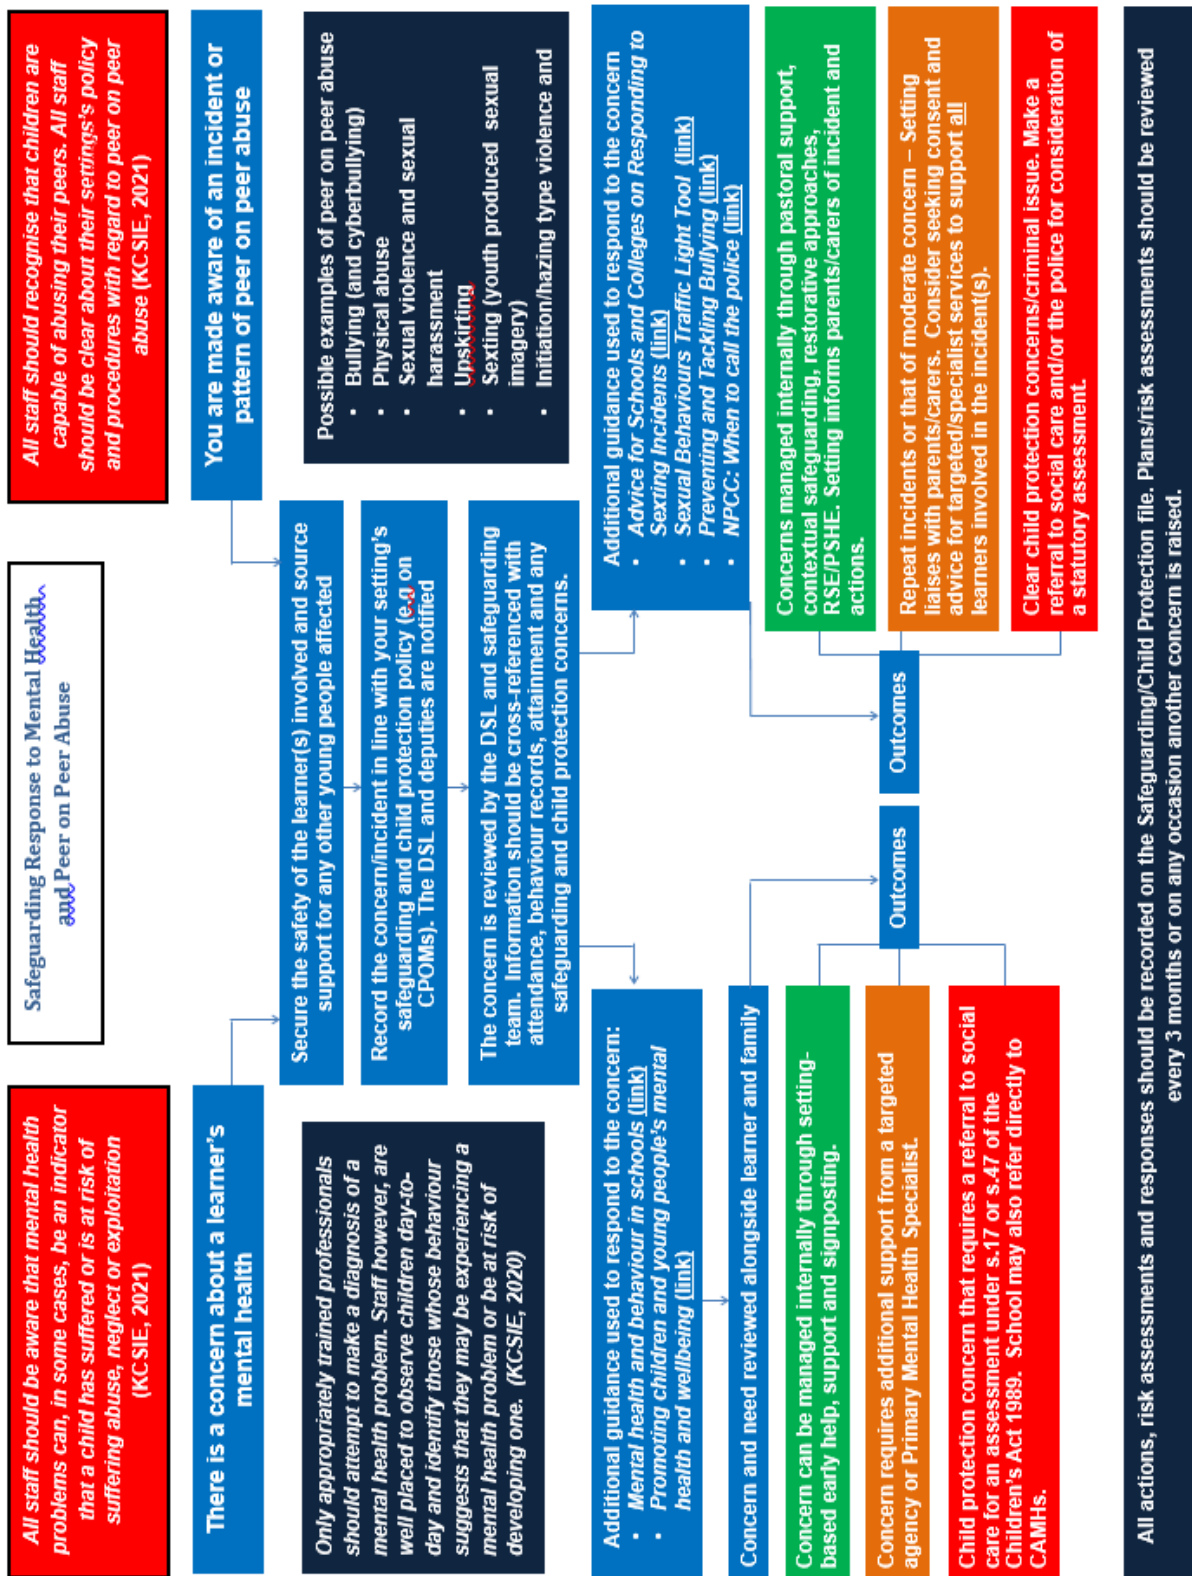 All staff should be aware that mental health
problems can, in some cases, be an indicator
that a child has suffered or is at risk of
suffering abuse, neglect or exploitation
(KCSIE, 2021)
Safeguarding Response to Mental Health
and Peer on Peer Abuse
All staff should recognise that children are
capable of abusing their peers. All staff
should be clear about their settings's policy
and procedures with regard to peer on peer
abuse (KCSIE, 2021)
There is a concern about a learner's
mental health
You are made aware of an incident or
pattern of peer on peer abuse
Secure the safety of the learner(s) involved and source
support for any other young people affected
Record the concern/incident in line with your setting's
safeguarding and child protection policy (e.g on
CPOMs). The DSL and deputies are notified
The concern is reviewed by the DSL and safeguarding
team. Information should be cross-referenced with
attendance, behaviour records, attainment and any
safeguarding and child protection concerns.
Only appropriately trained professionals
should attempt to make a diagnosis of a
mental health problem. Staff however, are
well placed to observe children day-to-
day and identify those whose behaviour
suggests that they may be experiencing a
mental health problem or be at risk of
developing one. (KCSIE, 2020)
Possible examples of peer on peer abuse
• Bullying (and cyberbullying)
• Physical abuse
• Sexual violence and sexual
harassment
• Upskirting
• Sexting (youth produced sexual
imagery)
• Initiation/hazing type violence and
Additional guidance used to respond to the concern:
• Mental health and behaviour in schools (link)
• Promoting children and young people's mental
health and wellbeing (link)
Concern and need reviewed alongside learner and family
Additional guidance used to respond to the concern
• Advice for Schools and Colleges on Responding to
Sexting Incidents (link)
• Sexual Behaviours Traffic Light Tool (link)
• Preventing and Tackling Bullying (link)
• NPCC: When to call the police (link)
Outcomes
Concern can be managed internally through setting-
based early help, support and signposting.
Concern requires additional support from a targeted
agency or Primary Mental Health Specialist.
Child protection concern that requires a referral to social
care for an assessment under s.17 or s.47 of the
Children's Act 1989. School may also refer directly to
CAMHs.
Outcomes
Concerns managed internally through pastoral support,
contextual safeguarding, restorative approaches,
RSE/PSHE. Setting informs parents/carers of incident and
actions.
Repeat incidents or that of moderate concern – Setting
liaises with parents/carers. Consider seeking consent and
advice for targeted/specialist services to support all
learners involved in the incident(s).
Clear child protection concerns/criminal issue. Make a
referral to social care and/or the police for consideration of
a statutory assessment.
All actions, risk assessments and responses should be recorded on the Safeguarding/Child Protection file. Plans/risk assessments should be reviewed
every 3 months or on any occasion another concern is raised.